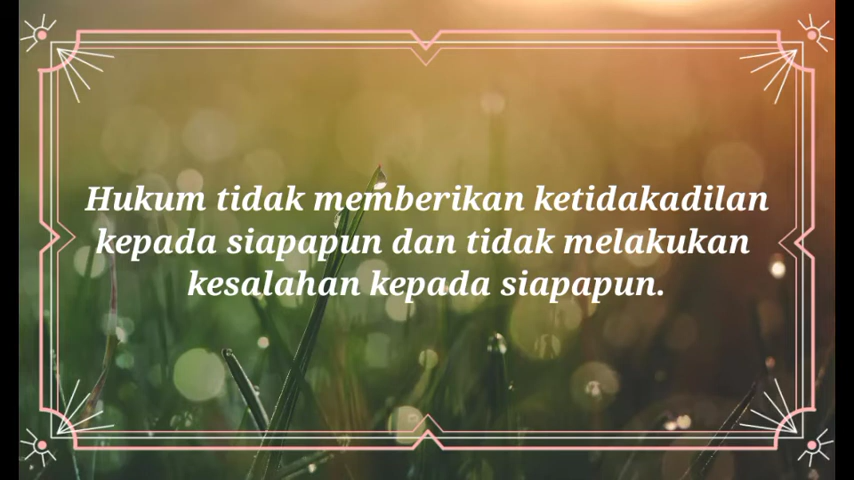 Hukum tidak memberikan ketidakadilan
kepada siapapun dan tidak melakukan
kesalahan kepada siapapun.